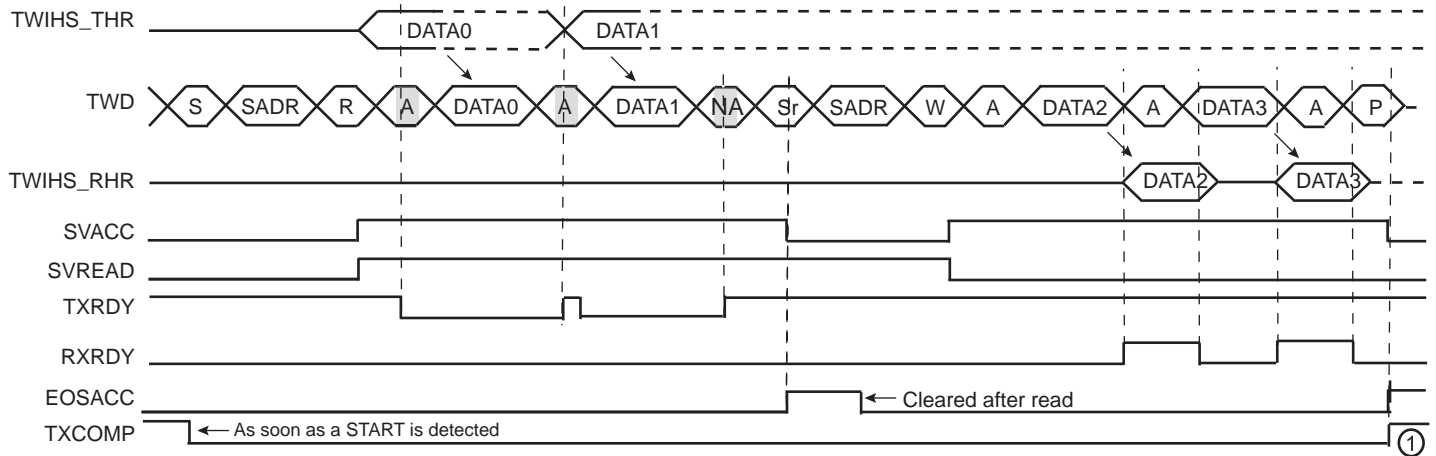 TWIHS_THR DATA0 DATA1
TWD S SADR R A DATA0 A DATA1 NA Sr SADR W A DATA2 A DATA3 A P
TWIHS_RHR DATA2 DATA3
SVACC
SVREAD
TXRDY
RXRDY
EOSACC Cleared after read
TXCOMP As soon as a START is detected 1